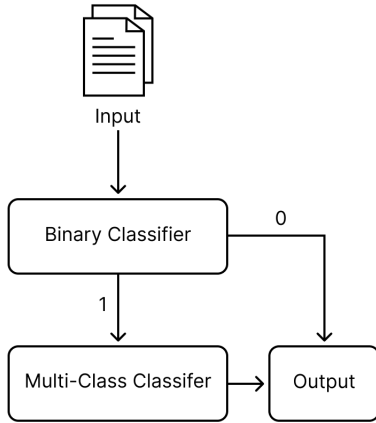 Input
Binary Classifier
0
1
Multi-Class Classifer
Output